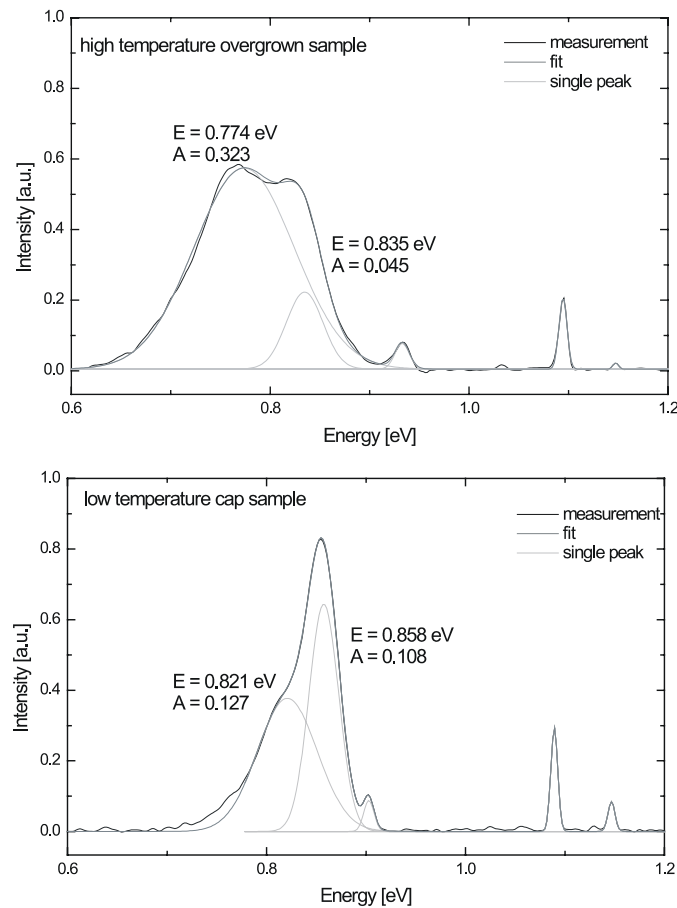 high temperature overgrown sample
measurement
fit
single peak
E = 0.774 eV
A = 0.323
E = 0.835 eV
A = 0.045
Intensity [a.u.]
1.0
0.8
0.6
0.4
0.2
0.0
0.6 0.8 1.0 1.2
Energy [eV]
low temperature cap sample
measurement
fit
single peak
E = 0.858 eV
A = 0.108
E = 0.821 eV
A = 0.127
Intensity [a.u.]
1.0
0.8
0.6
0.4
0.2
0.0
0.6 0.8 1.0 1.2
Energy [eV]